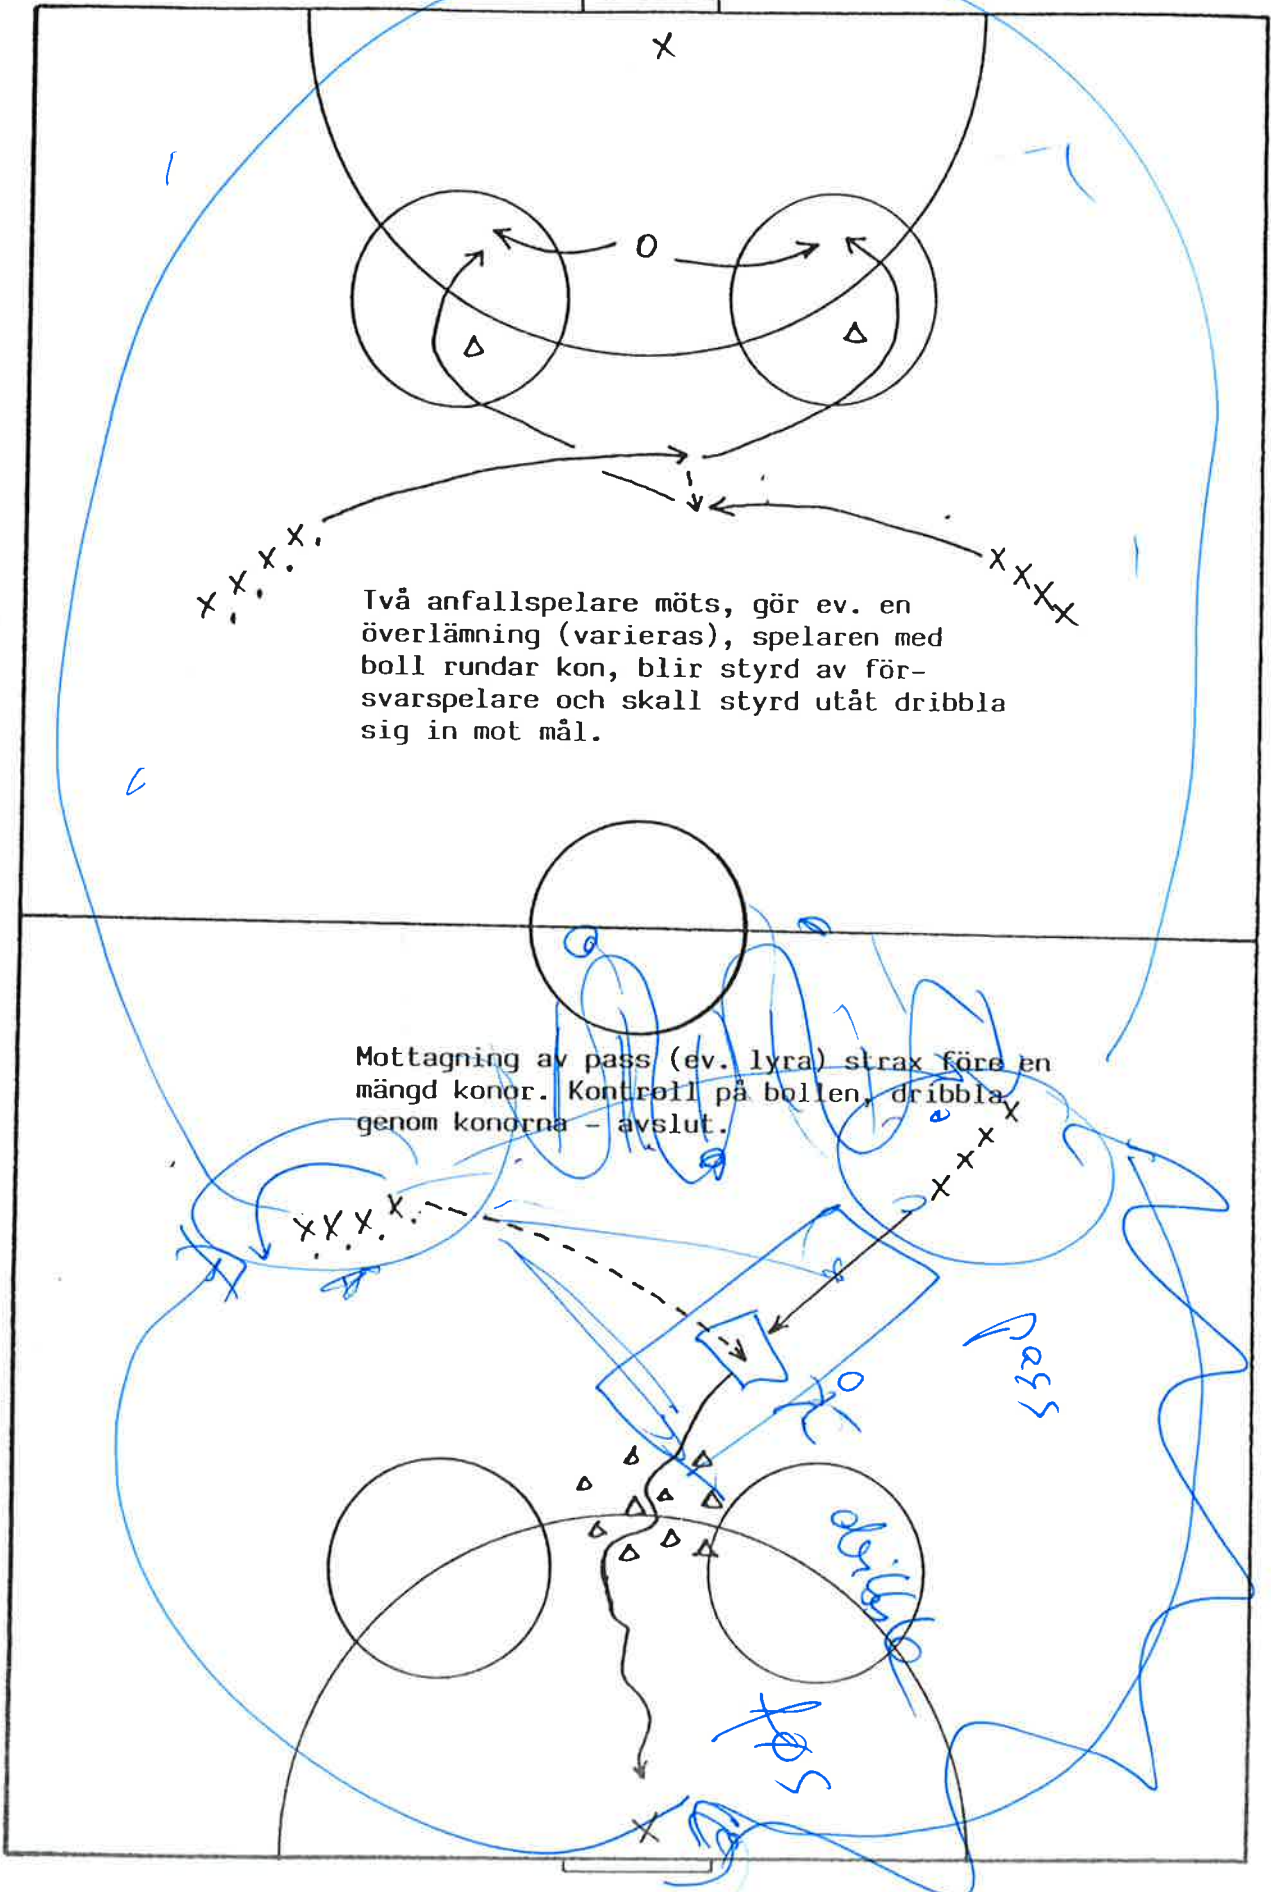 Två anfallspelare möts, gör ev. en
överlämning (varieras), spelaren med
boll rundar kon, blir styrd av för-
svarspelare och skall styrd utåt dribbla
sig in mot mål.
Mottagning av pass (ev. lyra) strax före en
mängd konor. Kontroll på bollen, dribbla
genom konorna - avslut.
pass